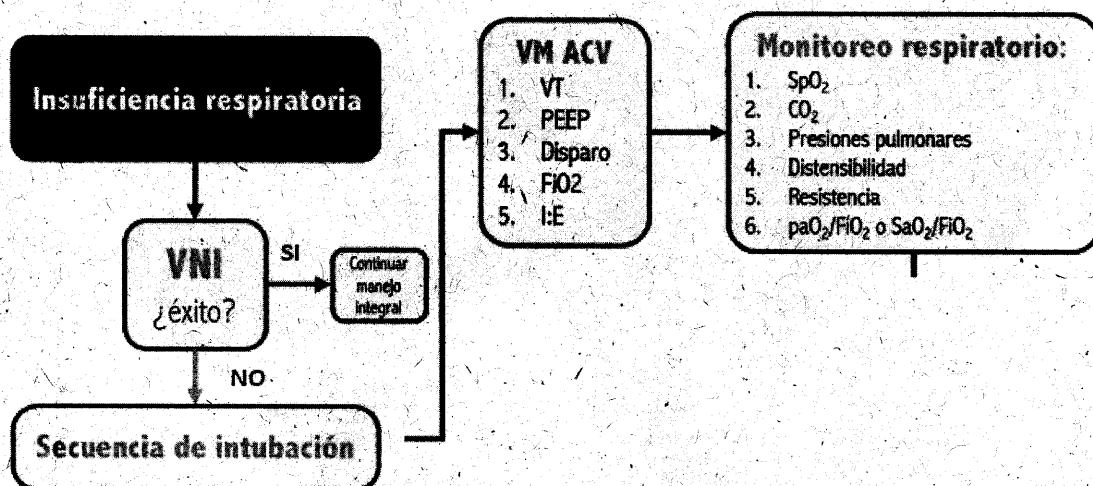 Insuficiencia respiratoria
VNI
¿éxito?
SI
Continuar
manejo
integral
NO
Secuencia de intubación
VM ACV
1. VT
2. PEEP
3. Disparo
4. FiO2
5. I:E
Monitoreo respiratorio:
1. SpO₂
2. CO₂
3. Presiones pulmonares
4. Distensibilidad
5. Resistencia
6. paO₂/FiO₂ o SaO₂/FiO₂